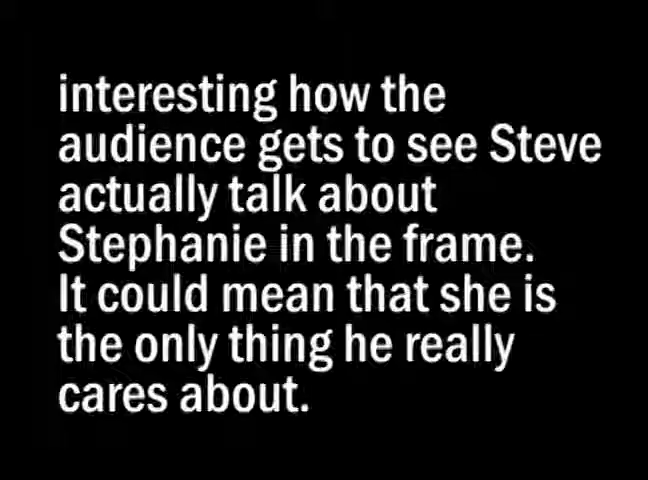 interesting how the
audience gets to see Steve
actually talk about
Stephanie in the frame.
It could mean that she is
the only thing he really
cares about.